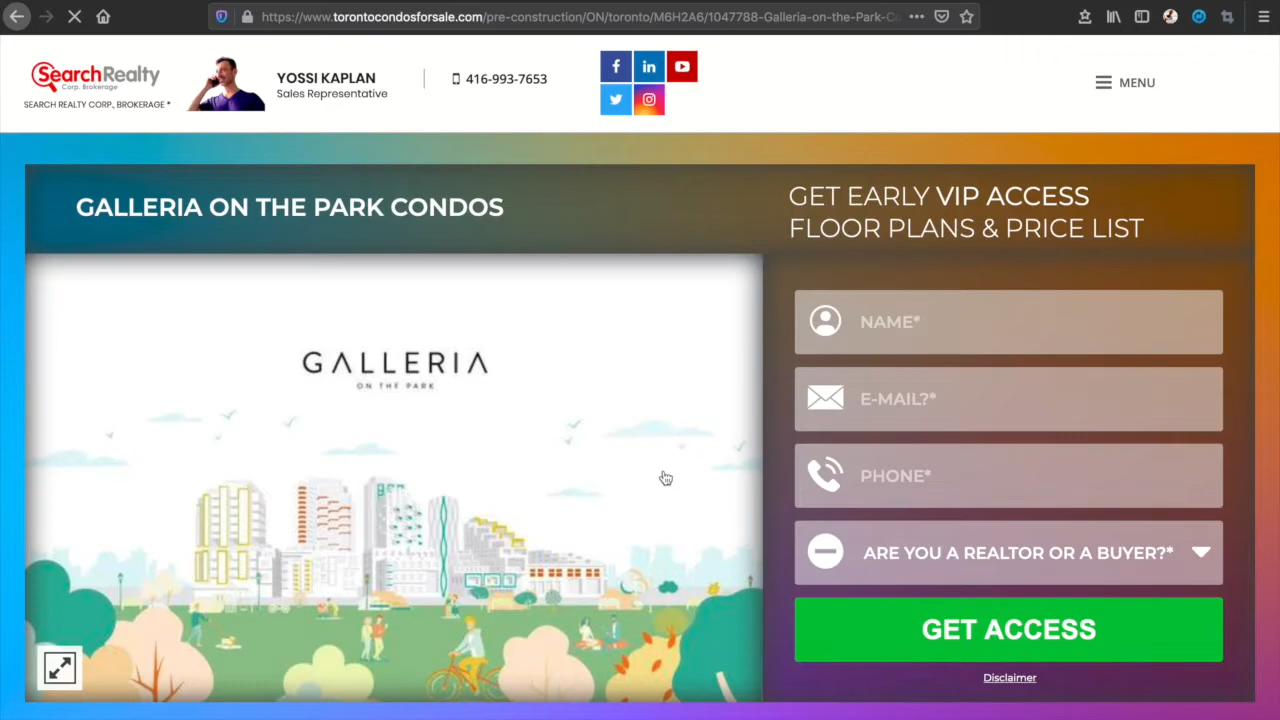 https://www.torontocondosforsale.com/pre-construction/ON/toronto/M6H2A6/1047788-Galleria-on-the-Park-Co
SearchRealty
Corp. Brokerage
SEARCH REALTY CORP., BROKERAGE *
YOSSI KAPLAN
Sales Representative
416-993-7653
MENU
GALLERIA ON THE PARK CONDOS
GET EARLY VIP ACCESS
FLOOR PLANS & PRICE LIST
GALLERIA
ON THE PARK
NAME*
E-MAIL?*
PHONE*
ARE YOU A REALTOR OR A BUYER?*
GET ACCESS
Disclaimer